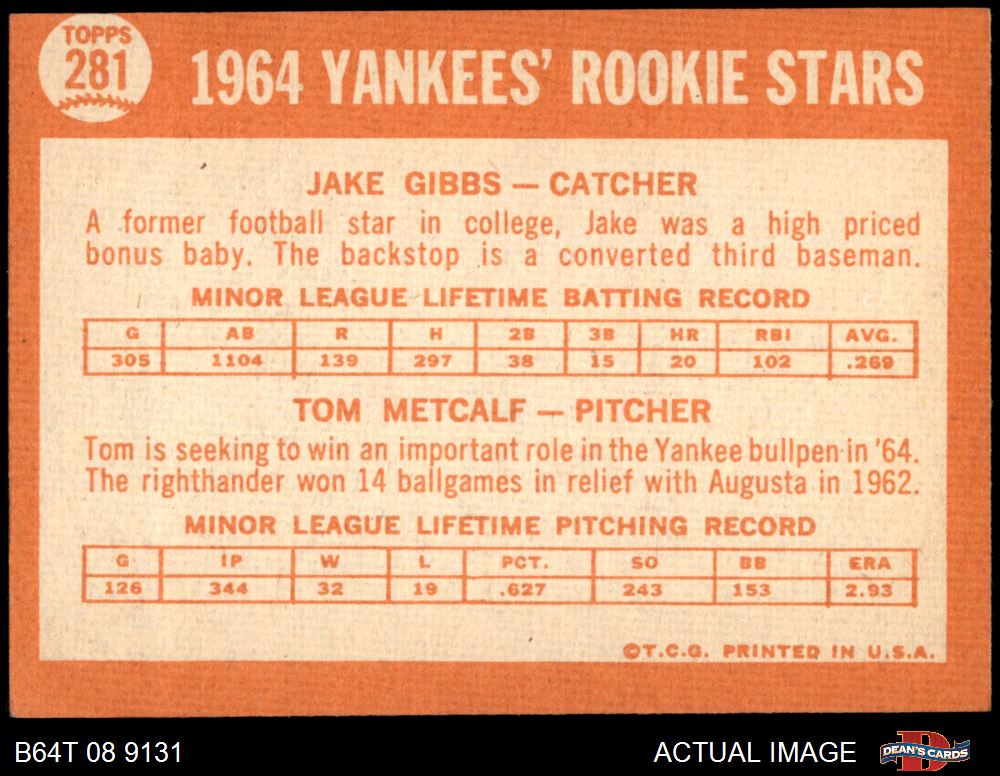 TOPPS
281
1964 YANKEES' ROOKIE STARS
JAKE GIBBS — CATCHER
A former football star in college, Jake was a high priced
bonus baby. The backstop is a converted third baseman.
MINOR LEAGUE LIFETIME BATTING RECORD
G AB R H 2B 3B HR RBI AVG.
305 1104 139 297 38 15 20 102 .269
TOM METCALF — PITCHER
Tom is seeking to win an important role in the Yankee bullpen in '64.
The righthander won 14 ballgames in relief with Augusta in 1962.
MINOR LEAGUE LIFETIME PITCHING RECORD
G IP W L PCT. SO BB ERA
126 344 32 19 .627 243 153 2.93
©T.C.G. PRINTED IN U.S.A.
B64T 08 9131
ACTUAL IMAGE
D
DEAN'S CARDS